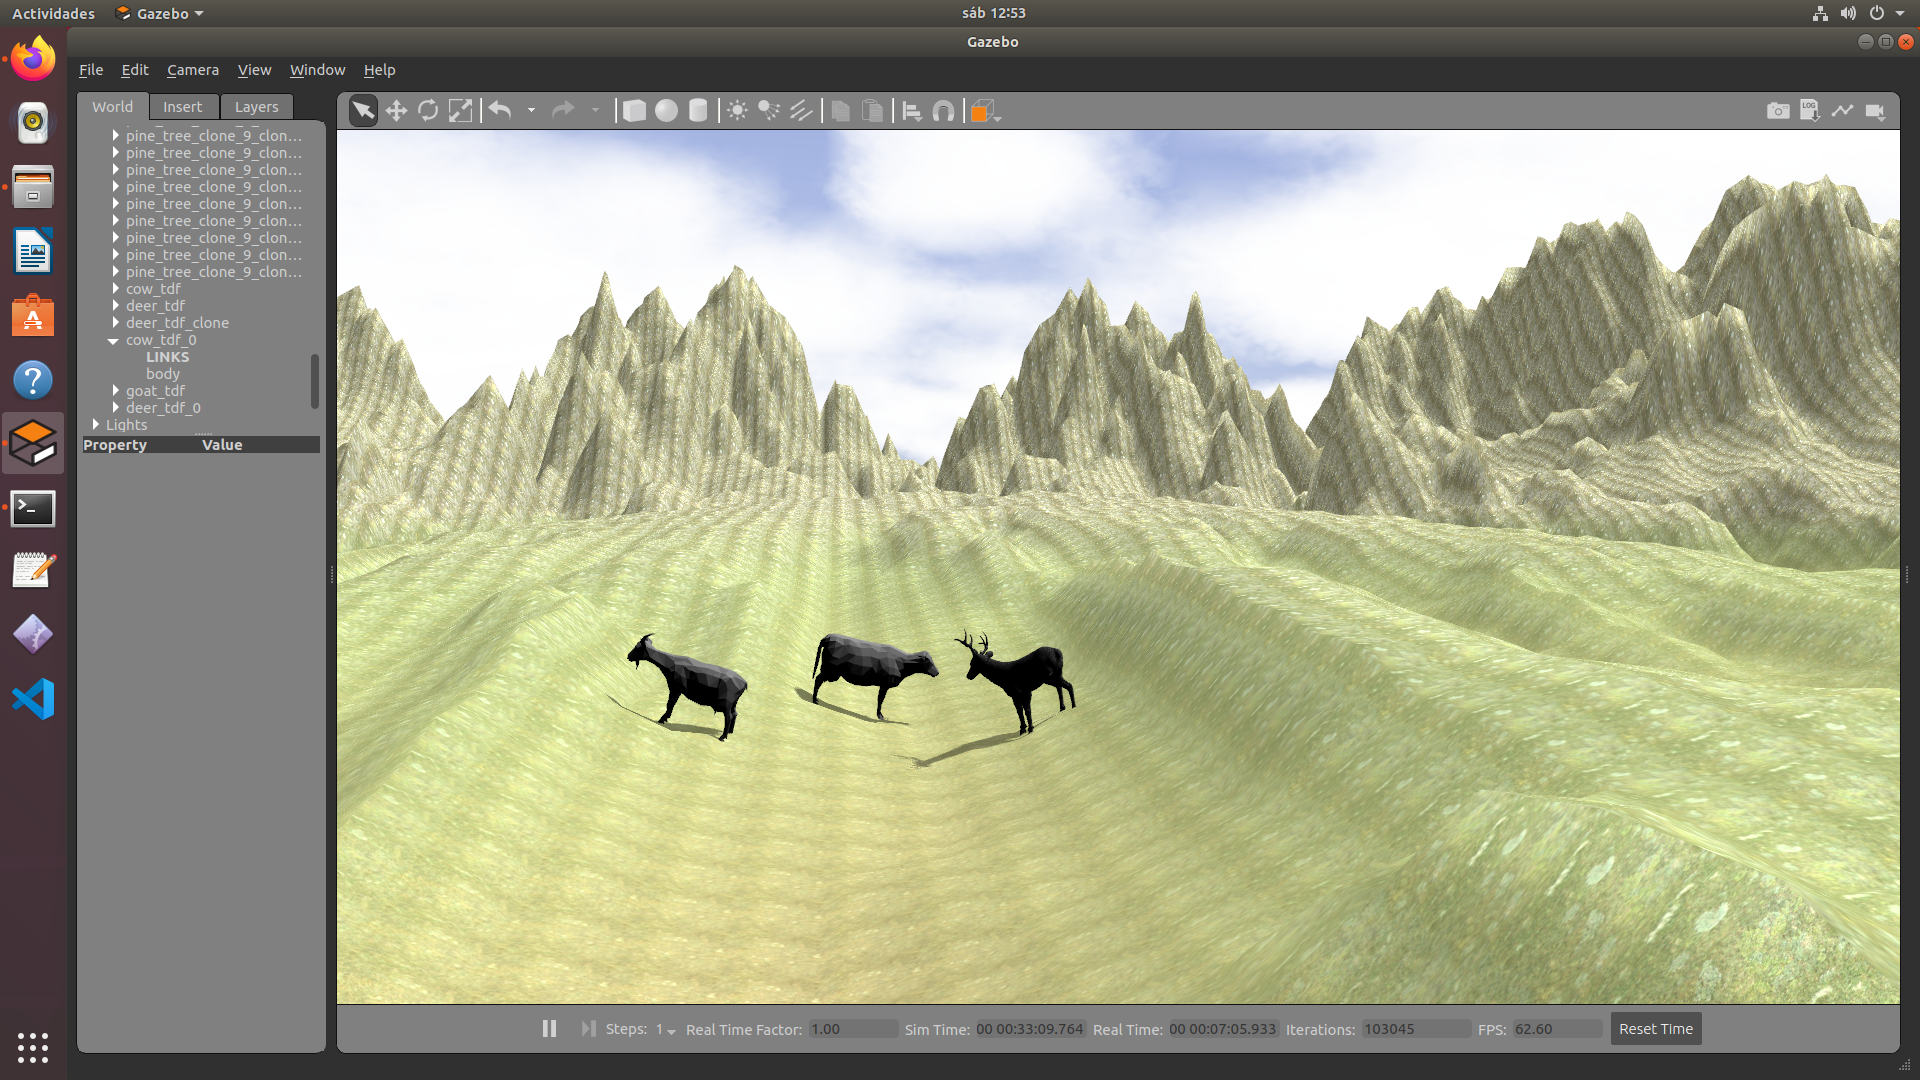 Actividades Gazebo sáb 12:53
Gazebo
File Edit Camera View Window Help
World Insert Layers
LOG
pine_tree_clone_9_clon...
pine_tree_clone_9_clon...
pine_tree_clone_9_clon...
pine_tree_clone_9_clon...
pine_tree_clone_9_clon...
pine_tree_clone_9_clon...
pine_tree_clone_9_clon...
pine_tree_clone_9_clon...
pine_tree_clone_9_clon...
cow_tdf
deer_tdf
deer_tdf_clone
cow_tdf_0
LINKS
body
goat_tdf
deer_tdf_0
Lights
Property Value
Steps: 1 Real Time Factor: 1.00 Sim Time: 00 00:33:09.764 Real Time: 00 00:07:05.933 Iterations: 103045 FPS: 62.60 Reset Time